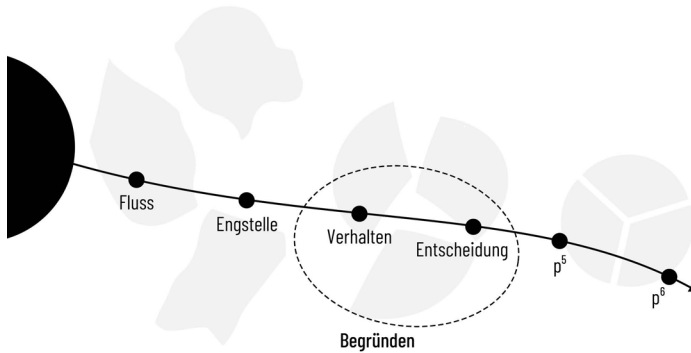 Fluss
Engstelle
Verhalten
Entscheidung
p⁵
p⁶
Begründen